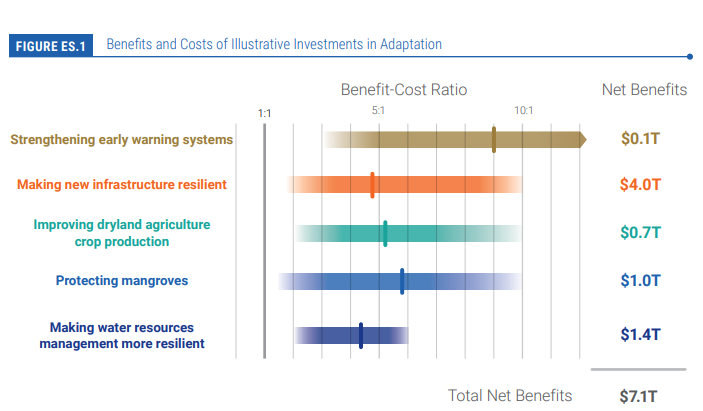 FIGURE ES.1 Benefits and Costs of Illustrative Investments in Adaptation
Benefit-Cost Ratio Net Benefits
1:1 5:1 10:1
Strengthening early warning systems $0.1T
Making new infrastructure resilient $4.0T
Improving dryland agriculture
crop production $0.7T
Protecting mangroves $1.0T
Making water resources
management more resilient $1.4T
Total Net Benefits $7.1T